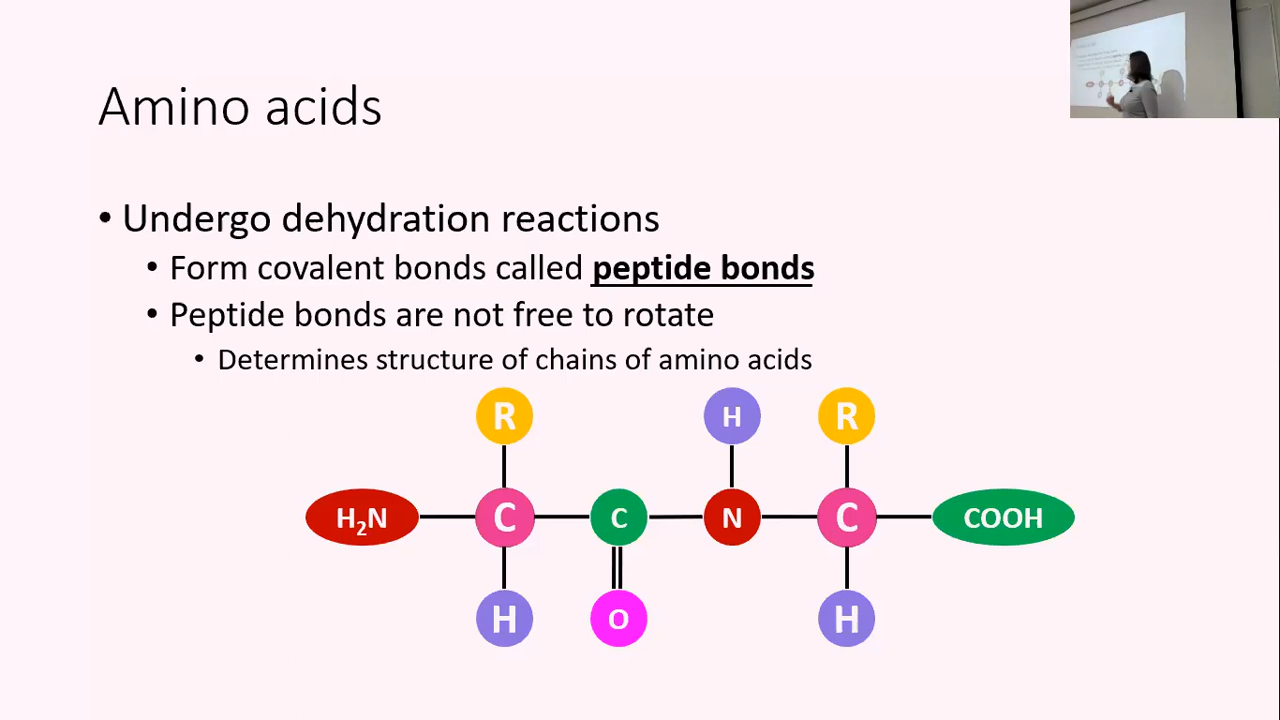 Amino acids
• Undergo dehydration reactions
• Form covalent bonds called peptide bonds
• Peptide bonds are not free to rotate
• Determines structure of chains of amino acids
R H R
H₂N C C N C COOH
H O H